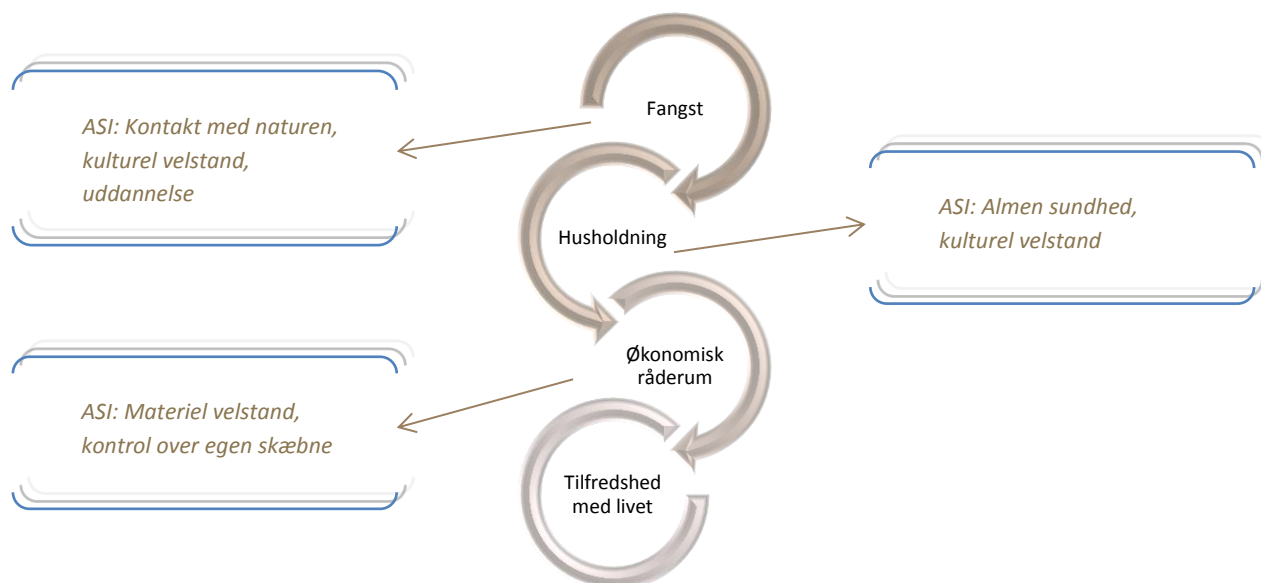 Fangst
ASI: Kontakt med naturen,
kulturel velstand,
uddannelse
Husholdning
ASI: Almen sundhed,
kulturel velstand
Økonomisk
råderum
ASI: Materiel velstand,
kontrol over egen skæbne
Tilfredshed
med livet